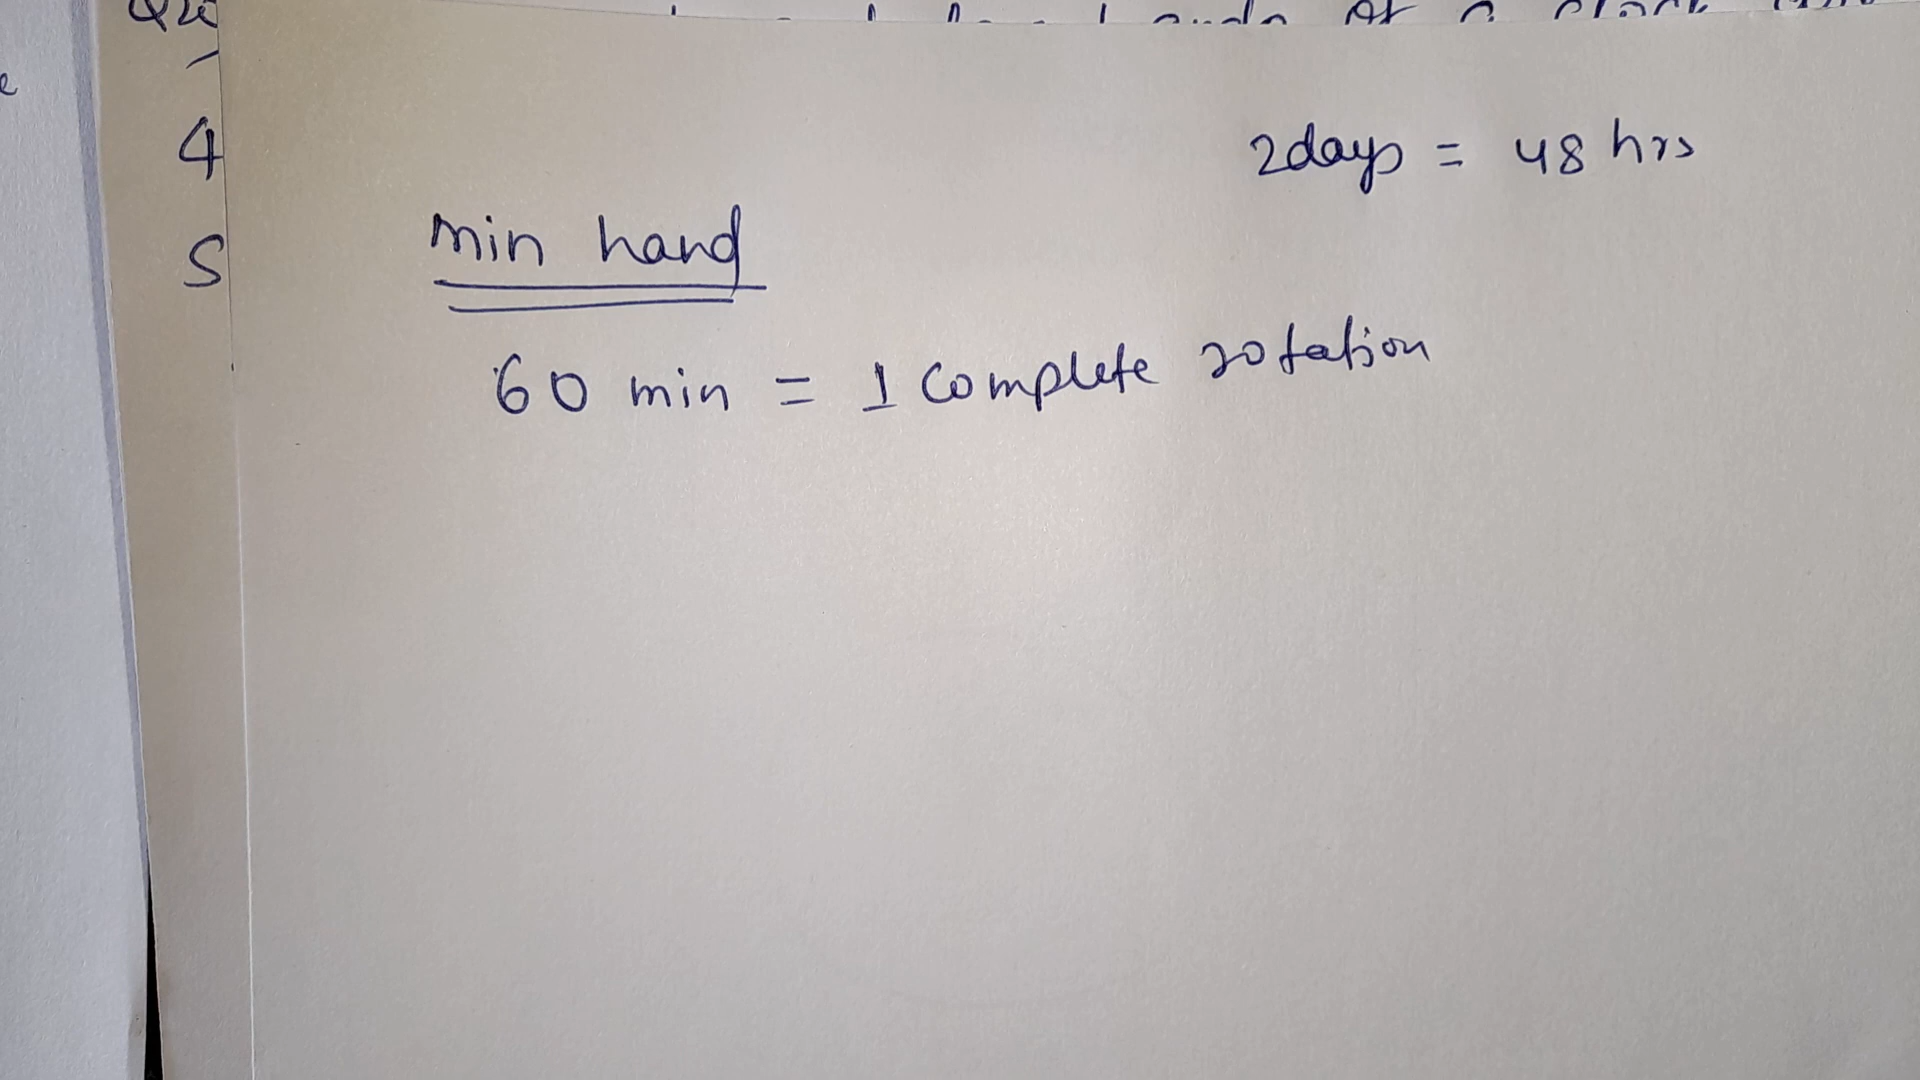 4
S
2days = 48 hrs
min hand
60 min = 1 complete rotation